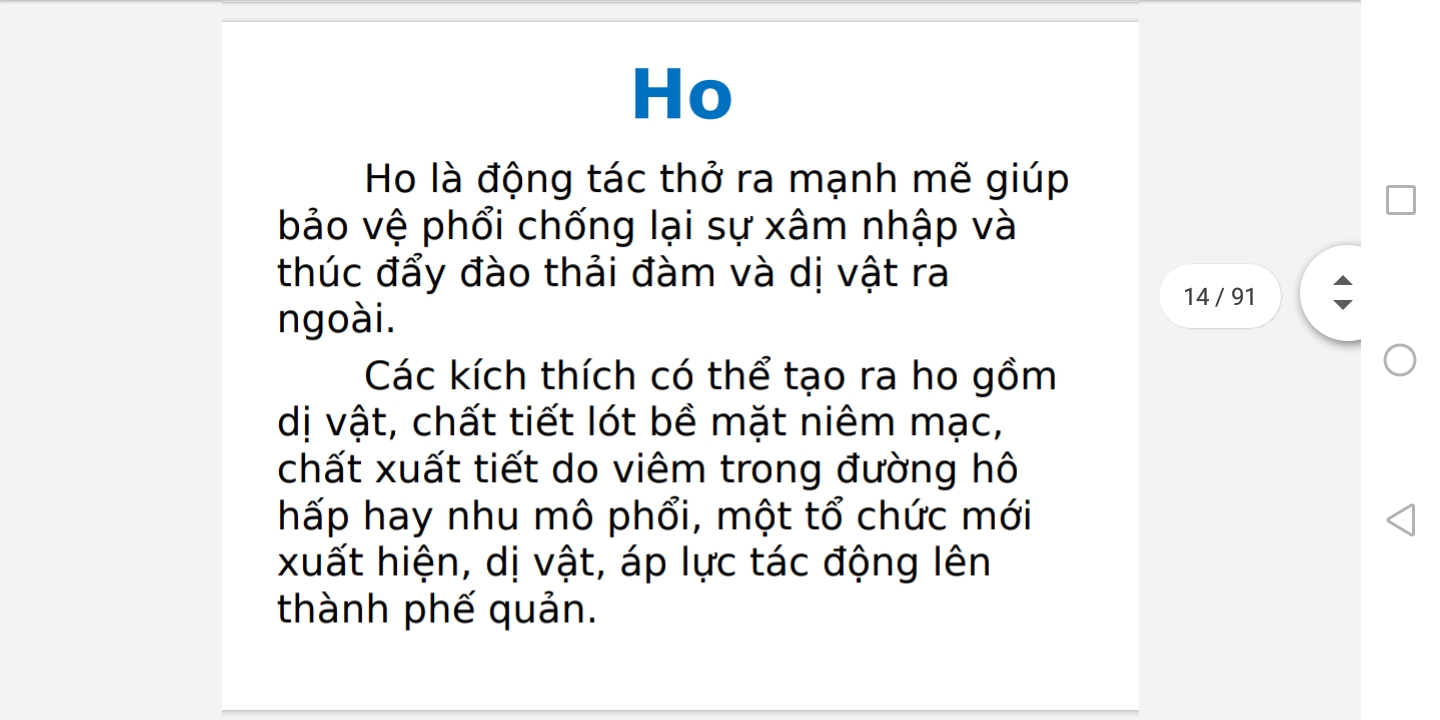 Ho
Ho là động tác thở ra mạnh mẽ giúp
bảo vệ phổi chống lại sự xâm nhập và
thúc đẩy đào thải đàm và dị vật ra
ngoài.
Các kích thích có thể tạo ra ho gồm
dị vật, chất tiết lót bề mặt niêm mạc,
chất xuất tiết do viêm trong đường hô
hấp hay nhu mô phổi, một tổ chức mới
xuất hiện, dị vật, áp lực tác động lên
thành phế quản.
14 / 91